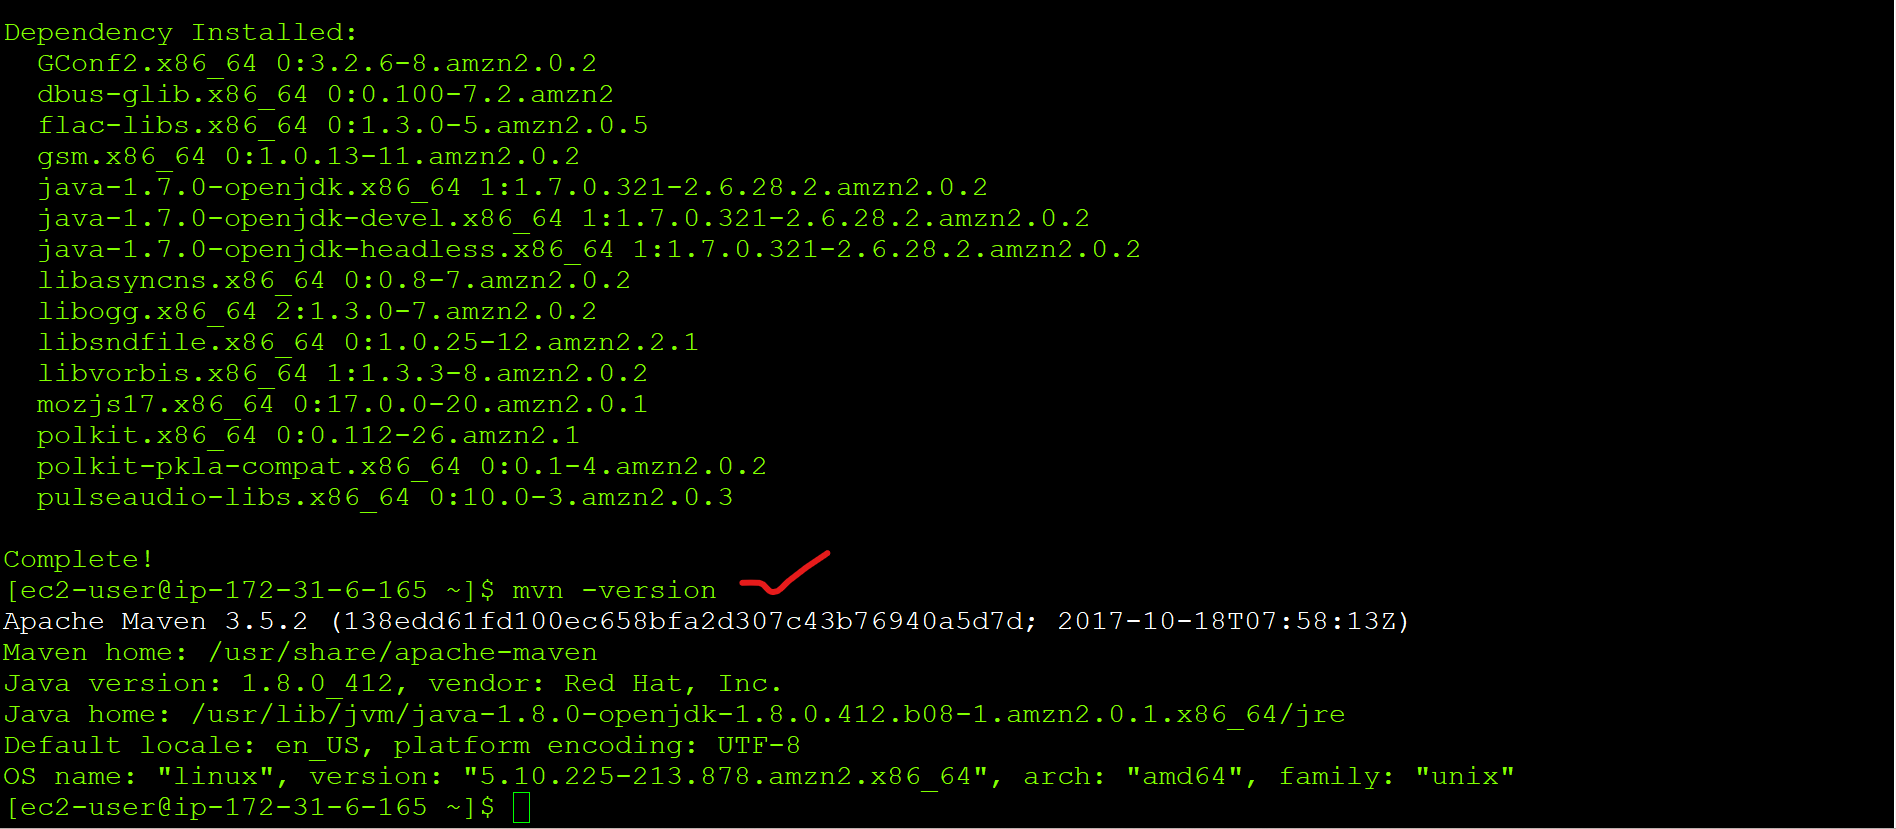 Dependency Installed:
  GConf2.x86_64 0:3.2.6-8.amzn2.0.2
  dbus-glib.x86_64 0:0.100-7.2.amzn2
  flac-libs.x86_64 0:1.3.0-5.amzn2.0.5
  gsm.x86_64 0:1.0.13-11.amzn2.0.2
  java-1.7.0-openjdk.x86_64 1:1.7.0.321-2.6.28.2.amzn2.0.2
  java-1.7.0-openjdk-devel.x86_64 1:1.7.0.321-2.6.28.2.amzn2.0.2
  java-1.7.0-openjdk-headless.x86_64 1:1.7.0.321-2.6.28.2.amzn2.0.2
  libasyncns.x86_64 0:0.8-7.amzn2.0.2
  libogg.x86_64 2:1.3.0-7.amzn2.0.2
  libsndfile.x86_64 0:1.0.25-12.amzn2.2.1
  libvorbis.x86_64 1:1.3.3-8.amzn2.0.2
  mozjs17.x86_64 0:17.0.0-20.amzn2.0.1
  polkit.x86_64 0:0.112-26.amzn2.1
  polkit-pkla-compat.x86_64 0:0.1-4.amzn2.0.2
  pulseaudio-libs.x86_64 0:10.0-3.amzn2.0.3
Complete!
[ec2-user@ip-172-31-6-165 ~]$ mvn -version
Apache Maven 3.5.2 (138edd61fd100ec658bfa2d307c43b76940a5d7d; 2017-10-18T07:58:13Z)
Maven home: /usr/share/apache-maven
Java version: 1.8.0_412, vendor: Red Hat, Inc.
Java home: /usr/lib/jvm/java-1.8.0-openjdk-1.8.0.412.b08-1.amzn2.0.1.x86_64/jre
Default locale: en_US, platform encoding: UTF-8
OS name: "linux", version: "5.10.225-213.878.amzn2.x86_64", arch: "amd64", family: "unix"
[ec2-user@ip-172-31-6-165 ~]$